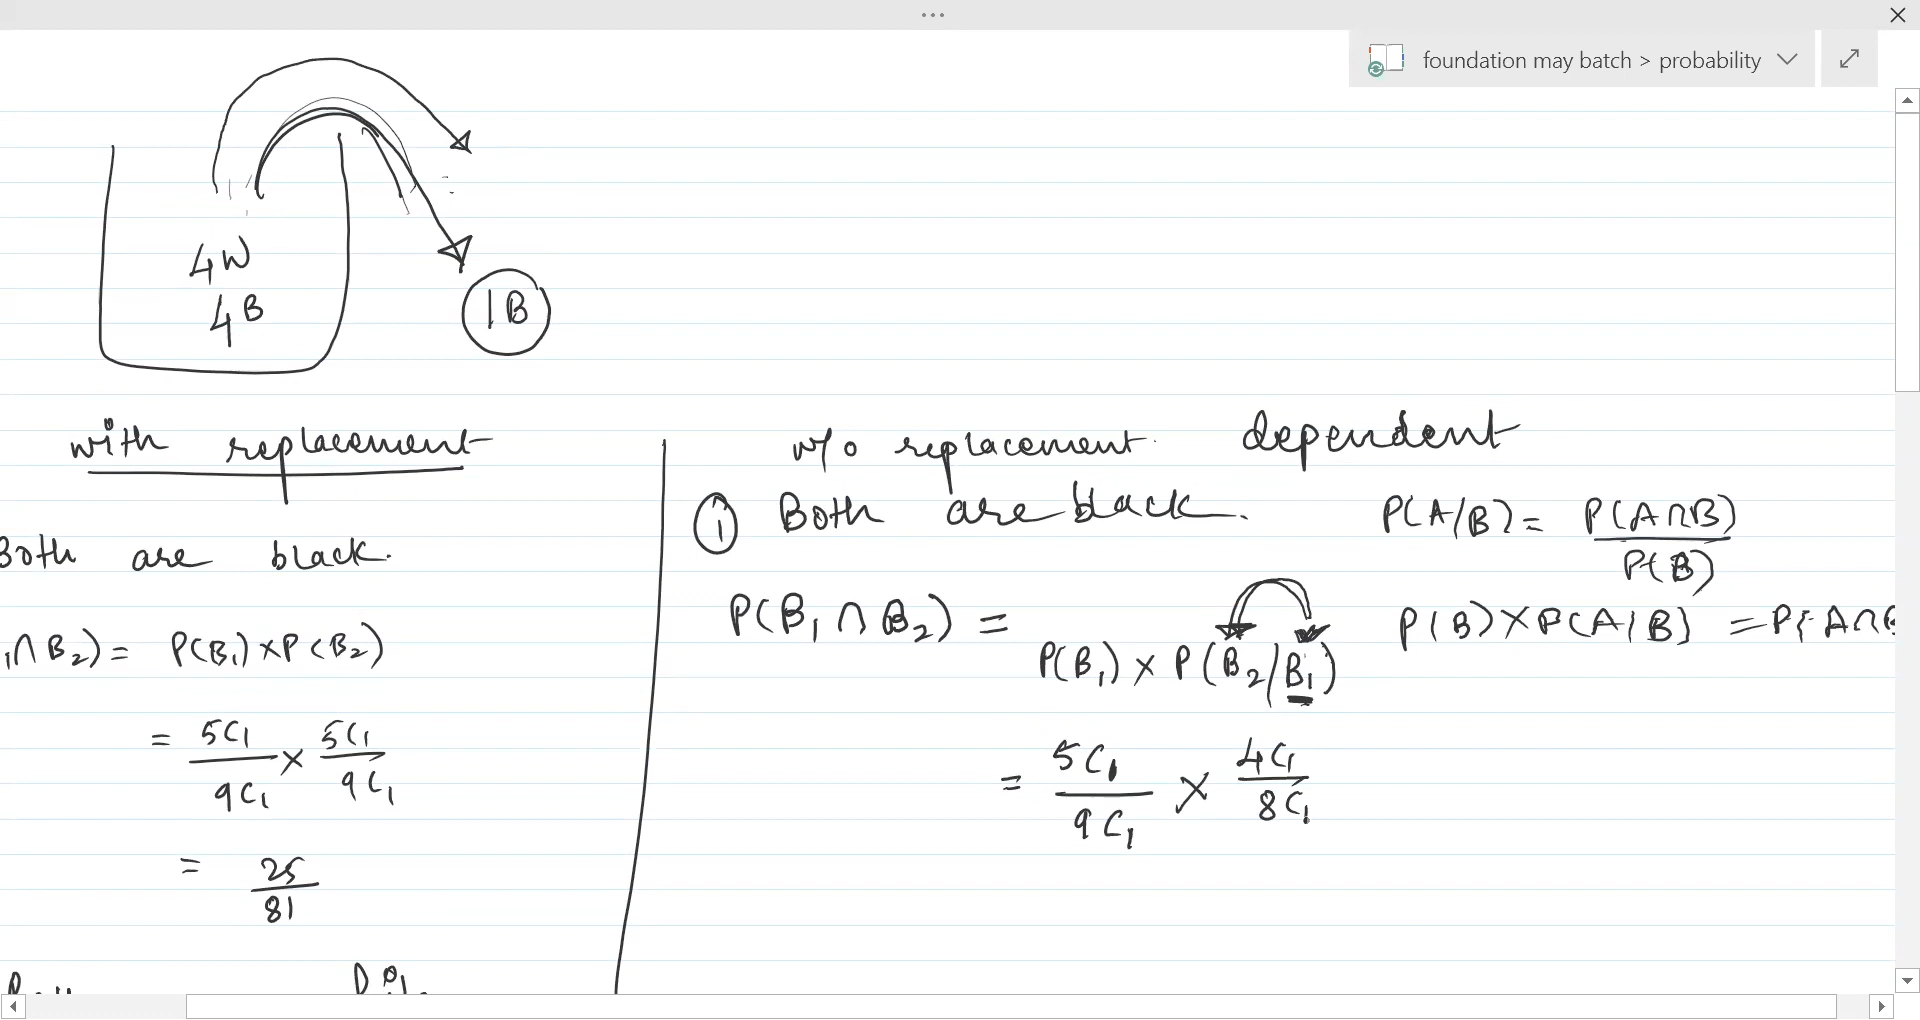 foundation may batch > probability
4W
4B
1B
with replacement
Both are black.
₁∩B₂) = P(B₁)×P(B₂)
= 5C₁/9C₁ × 5C₁/9C₁
= 25/81
w/o replacement. dependent
① Both are black.
P(A/B) = P(A∩B)/P(B)
P(B₁∩B₂) =
P(B₁) × P(B₂/B₁)
P(B)×P(A/B) = P(A∩B
= 5C₁/9C₁ × 4C₁/8C₁